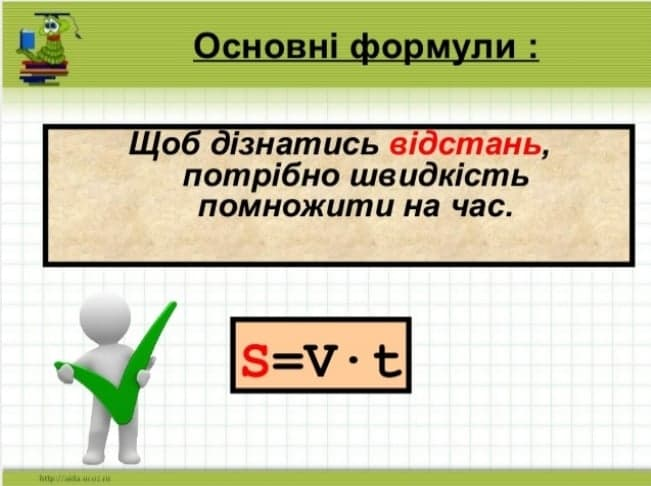 Основні формули :
Щоб дізнатись відстань,
потрібно швидкість
помножити на час.
S=V·t